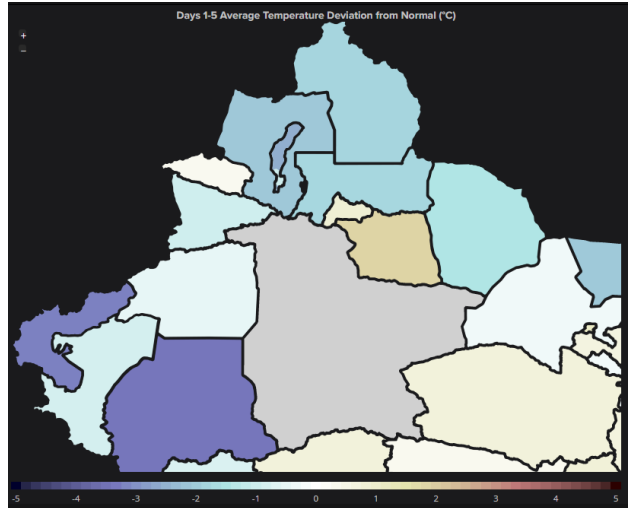 Days 1-5 Average Temperature Deviation from Normal (°C)
+
−
-5 -4 -3 -2 -1 0 1 2 3 4 5